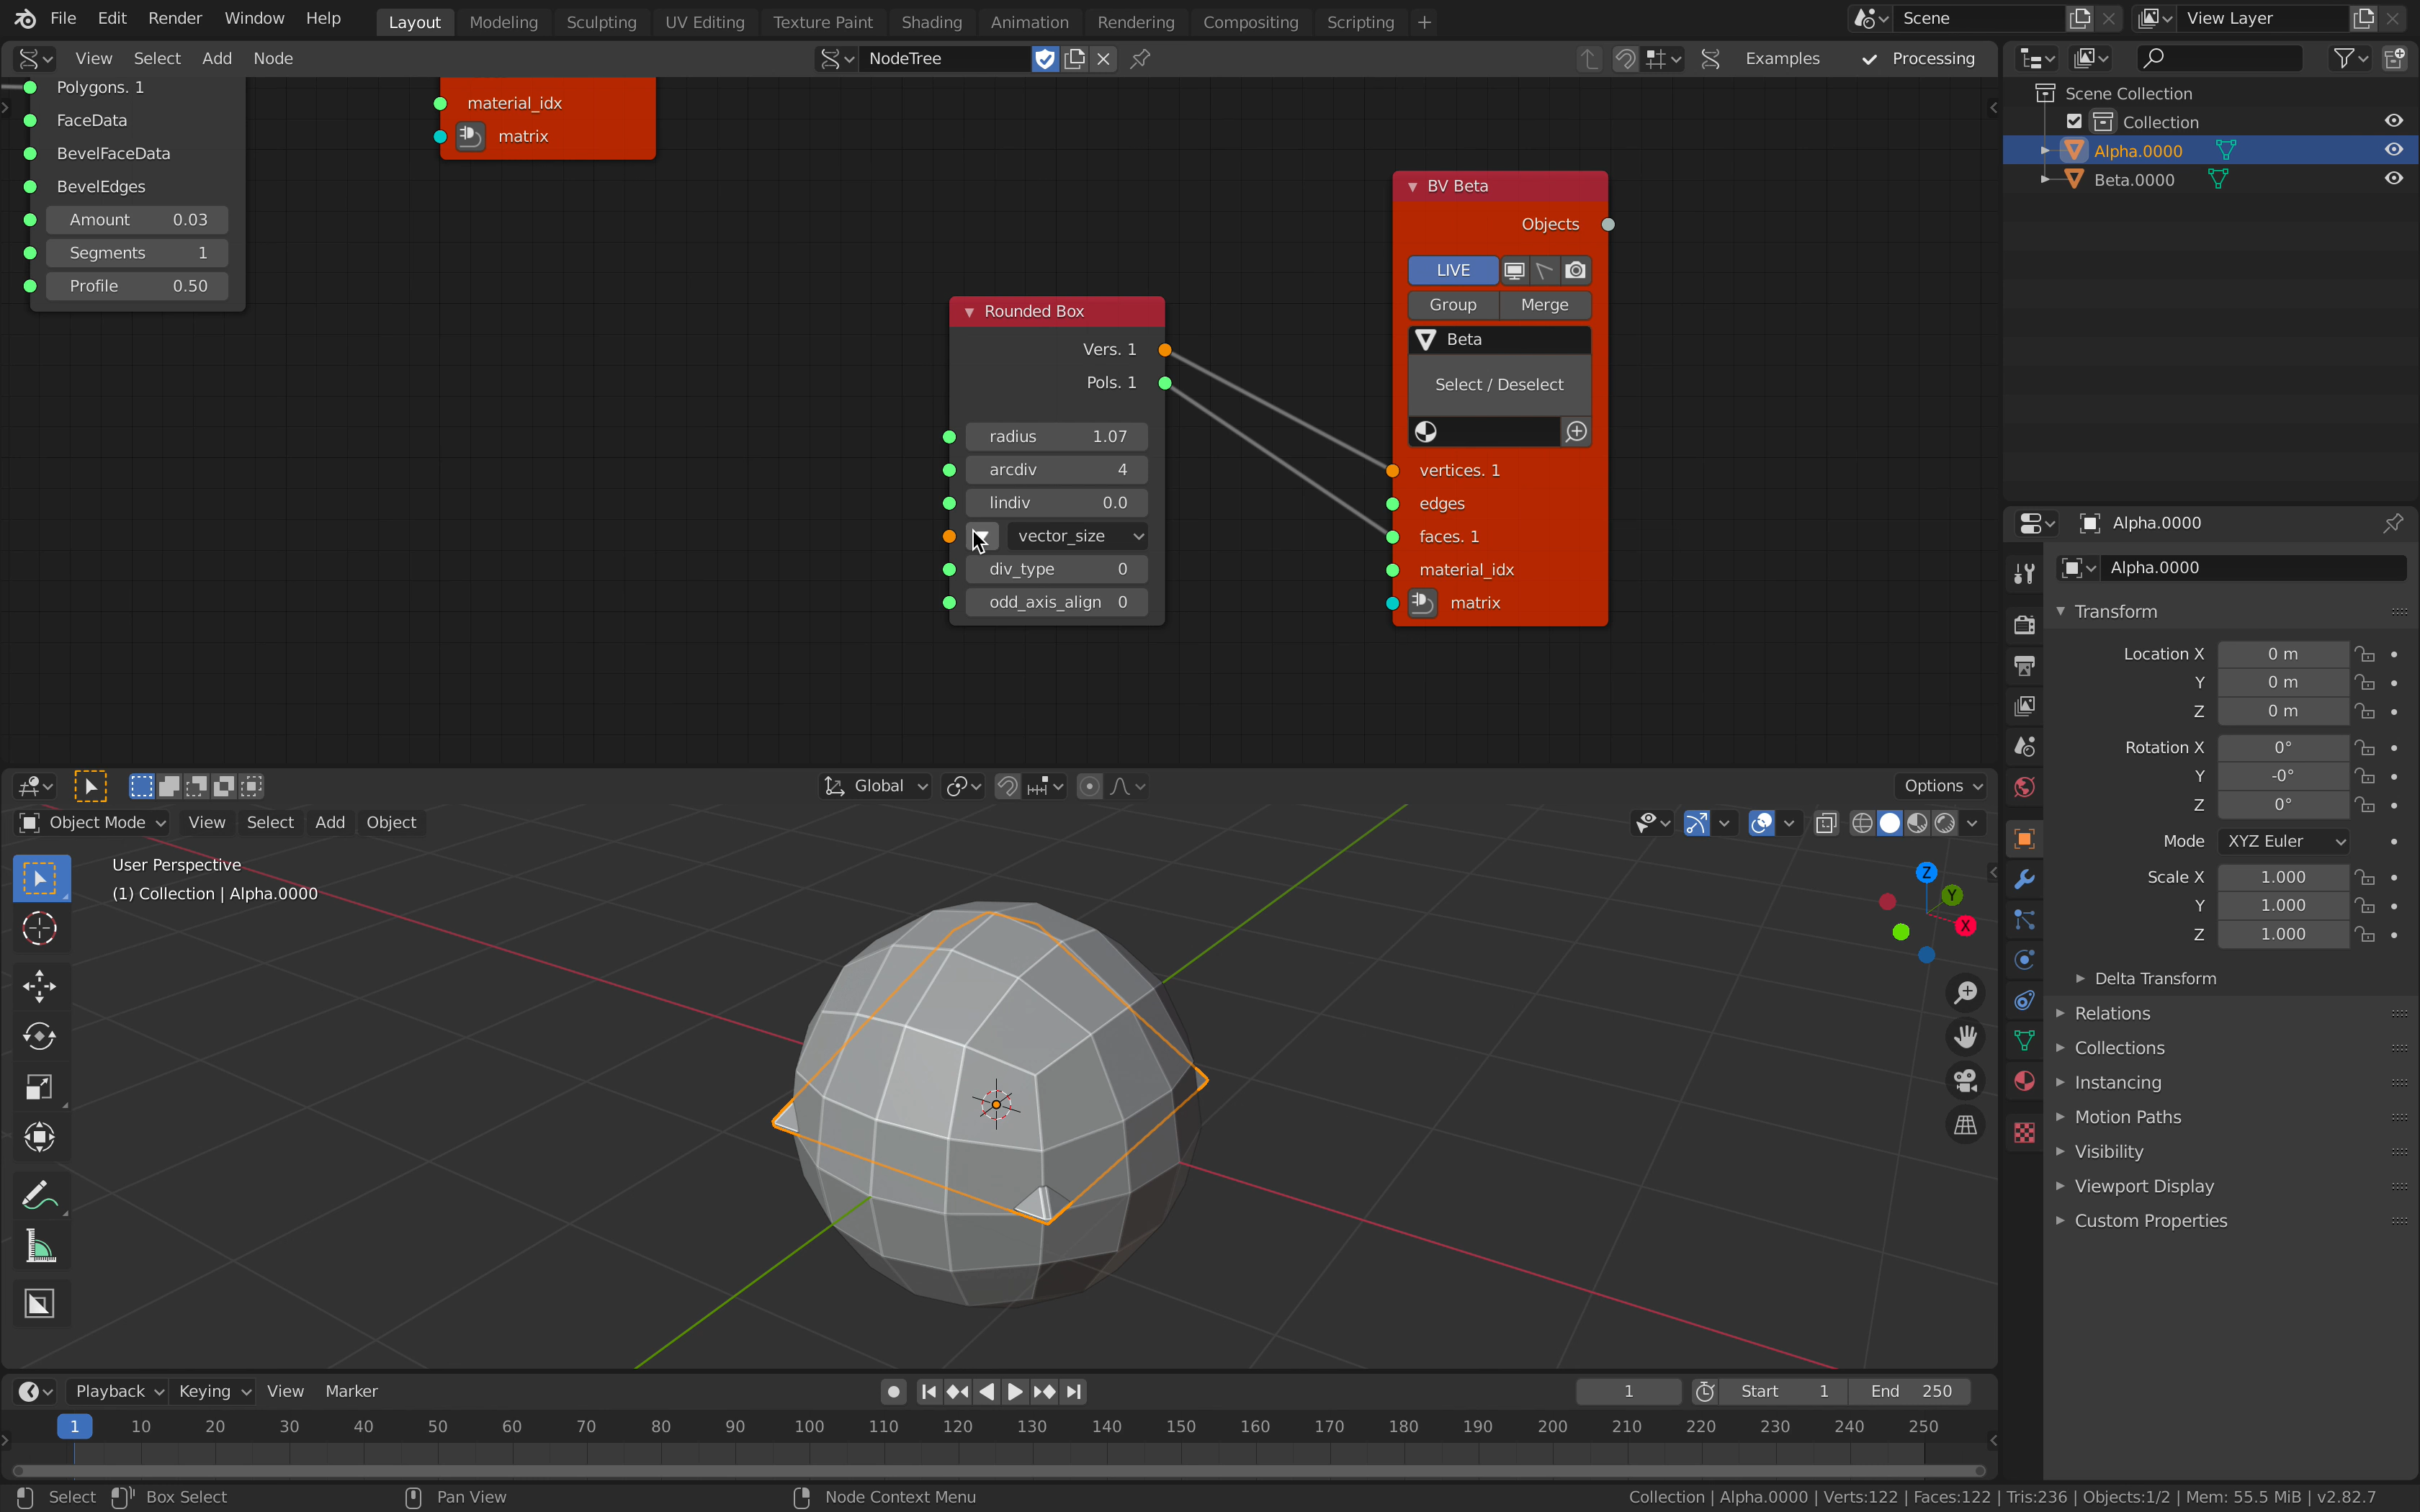 File Edit Render Window Help Layout Modeling Sculpting UV Editing Texture Paint Shading Animation Rendering Compositing Scripting + Scene View Layer
View Select Add Node NodeTree Examples Processing
Polygons. 1
FaceData
BevelFaceData
BevelEdges
Amount 0.03
Segments 1
Profile 0.50
material_idx
matrix
Rounded Box
Vers. 1
Pols. 1
radius 1.07
arcdiv 4
lindiv 0.0
vector_size
div_type 0
odd_axis_align 0
BV Beta
Objects
LIVE
Group Merge
Beta
Select / Deselect
vertices. 1
edges
faces. 1
material_idx
matrix
Scene Collection
Collection
Alpha.0000
Beta.0000
Alpha.0000
Alpha.0000
Transform
Location X 0 m
Y 0 m
Z 0 m
Rotation X 0°
Y -0°
Z 0°
Mode XYZ Euler
Scale X 1.000
Y 1.000
Z 1.000
Delta Transform
Relations
Collections
Instancing
Motion Paths
Visibility
Viewport Display
Custom Properties
Global Options
Object Mode View Select Add Object
User Perspective
(1) Collection | Alpha.0000
Z
Y
X
Playback Keying View Marker 1 Start 1 End 250
1 10 20 30 40 50 60 70 80 90 100 110 120 130 140 150 160 170 180 190 200 210 220 230 240 250
Select Box Select Pan View Node Context Menu Collection | Alpha.0000 | Verts:122 | Faces:122 | Tris:236 | Objects:1/2 | Mem: 55.5 MiB | v2.82.7